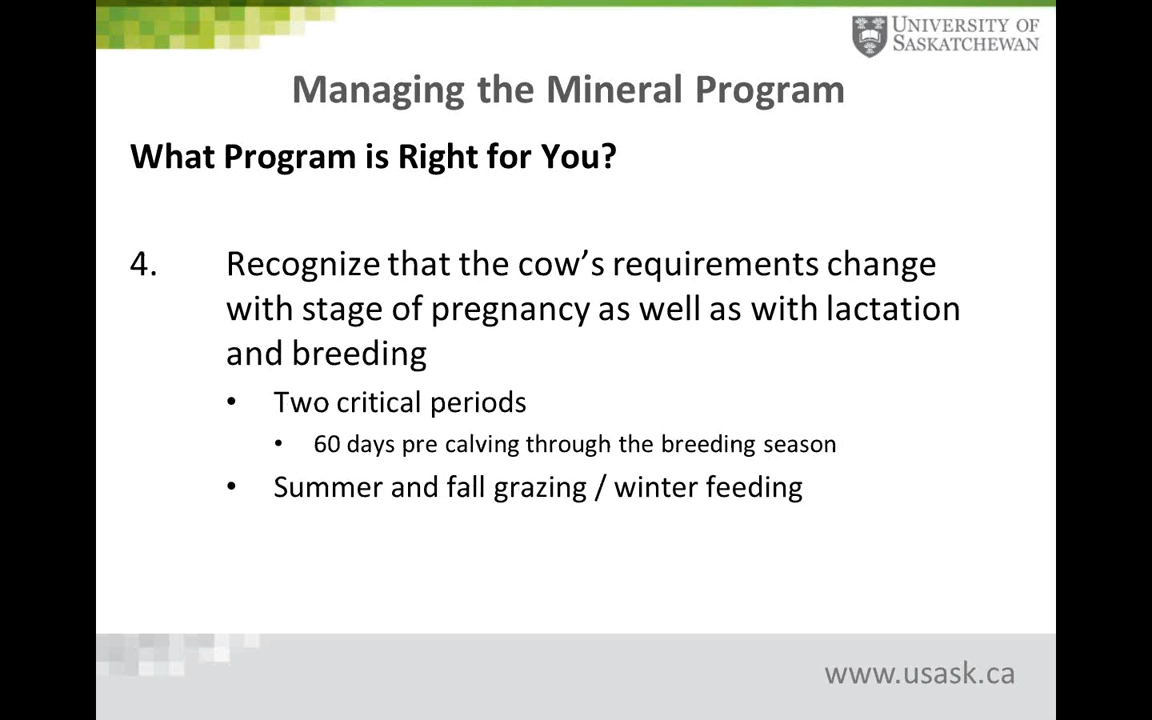 UNIVERSITY OF
SASKATCHEWAN
Managing the Mineral Program
What Program is Right for You?
4. Recognize that the cow's requirements change
with stage of pregnancy as well as with lactation
and breeding
• Two critical periods
• 60 days pre calving through the breeding season
• Summer and fall grazing / winter feeding
www.usask.ca